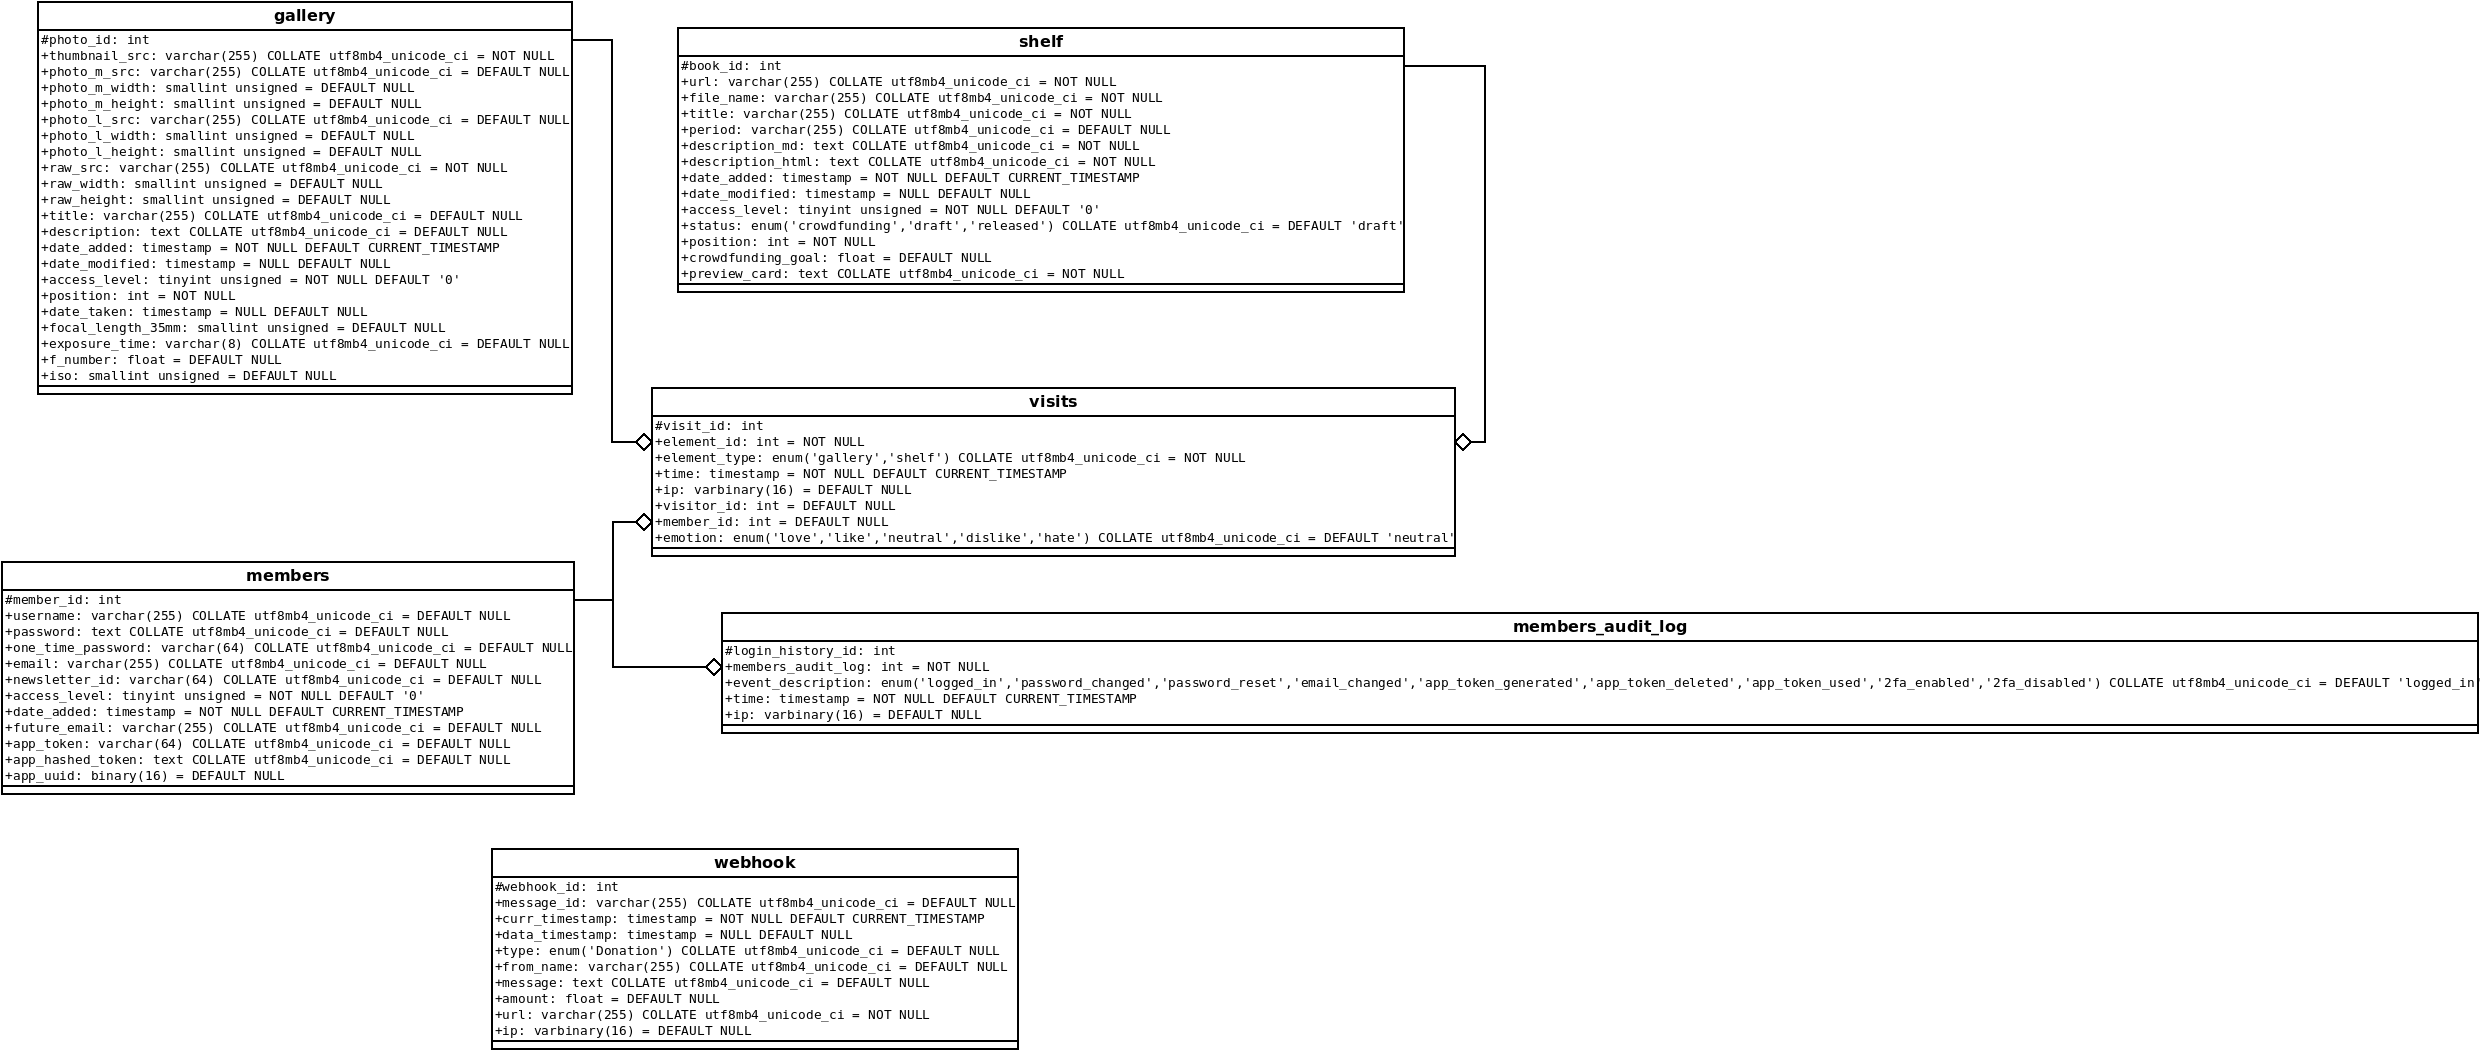 gallery
#photo_id: int
+thumbnail_src: varchar(255) COLLATE utf8mb4_unicode_ci = NOT NULL
+photo_m_src: varchar(255) COLLATE utf8mb4_unicode_ci = DEFAULT NULL
+photo_m_width: smallint unsigned = DEFAULT NULL
+photo_m_height: smallint unsigned = DEFAULT NULL
+photo_l_src: varchar(255) COLLATE utf8mb4_unicode_ci = DEFAULT NULL
+photo_l_width: smallint unsigned = DEFAULT NULL
+photo_l_height: smallint unsigned = DEFAULT NULL
+raw_src: varchar(255) COLLATE utf8mb4_unicode_ci = NOT NULL
+raw_width: smallint unsigned = DEFAULT NULL
+raw_height: smallint unsigned = DEFAULT NULL
+title: varchar(255) COLLATE utf8mb4_unicode_ci = DEFAULT NULL
+description: text COLLATE utf8mb4_unicode_ci = DEFAULT NULL
+date_added: timestamp = NOT NULL DEFAULT CURRENT_TIMESTAMP
+date_modified: timestamp = NULL DEFAULT NULL
+access_level: tinyint unsigned = NOT NULL DEFAULT '0'
+position: int = NOT NULL
+date_taken: timestamp = NULL DEFAULT NULL
+focal_length_35mm: smallint unsigned = DEFAULT NULL
+exposure_time: varchar(8) COLLATE utf8mb4_unicode_ci = DEFAULT NULL
+f_number: float = DEFAULT NULL
+iso: smallint unsigned = DEFAULT NULL
shelf
#book_id: int
+url: varchar(255) COLLATE utf8mb4_unicode_ci = NOT NULL
+file_name: varchar(255) COLLATE utf8mb4_unicode_ci = NOT NULL
+title: varchar(255) COLLATE utf8mb4_unicode_ci = NOT NULL
+period: varchar(255) COLLATE utf8mb4_unicode_ci = DEFAULT NULL
+description_md: text COLLATE utf8mb4_unicode_ci = NOT NULL
+description_html: text COLLATE utf8mb4_unicode_ci = NOT NULL
+date_added: timestamp = NOT NULL DEFAULT CURRENT_TIMESTAMP
+date_modified: timestamp = NULL DEFAULT NULL
+access_level: tinyint unsigned = NOT NULL DEFAULT '0'
+status: enum('crowdfunding','draft','released') COLLATE utf8mb4_unicode_ci = DEFAULT 'draft'
+position: int = NOT NULL
+crowdfunding_goal: float = DEFAULT NULL
+preview_card: text COLLATE utf8mb4_unicode_ci = NOT NULL
visits
#visit_id: int
+element_id: int = NOT NULL
+element_type: enum('gallery','shelf') COLLATE utf8mb4_unicode_ci = NOT NULL
+time: timestamp = NOT NULL DEFAULT CURRENT_TIMESTAMP
+ip: varbinary(16) = DEFAULT NULL
+visitor_id: int = DEFAULT NULL
+member_id: int = DEFAULT NULL
+emotion: enum('love','like','neutral','dislike','hate') COLLATE utf8mb4_unicode_ci = DEFAULT 'neutral'
members
#member_id: int
+username: varchar(255) COLLATE utf8mb4_unicode_ci = DEFAULT NULL
+password: text COLLATE utf8mb4_unicode_ci = DEFAULT NULL
+one_time_password: varchar(64) COLLATE utf8mb4_unicode_ci = DEFAULT NULL
+email: varchar(255) COLLATE utf8mb4_unicode_ci = DEFAULT NULL
+newsletter_id: varchar(64) COLLATE utf8mb4_unicode_ci = DEFAULT NULL
+access_level: tinyint unsigned = NOT NULL DEFAULT '0'
+date_added: timestamp = NOT NULL DEFAULT CURRENT_TIMESTAMP
+future_email: varchar(255) COLLATE utf8mb4_unicode_ci = DEFAULT NULL
+app_token: varchar(64) COLLATE utf8mb4_unicode_ci = DEFAULT NULL
+app_hashed_token: text COLLATE utf8mb4_unicode_ci = DEFAULT NULL
+app_uuid: binary(16) = DEFAULT NULL
members_audit_log
#login_history_id: int
+members_audit_log: int = NOT NULL
+event_description: enum('logged_in','password_changed','password_reset','email_changed','app_token_generated','app_token_deleted','app_token_used','2fa_enabled','2fa_disabled') COLLATE utf8mb4_unicode_ci = DEFAULT 'logged_in'
+time: timestamp = NOT NULL DEFAULT CURRENT_TIMESTAMP
+ip: varbinary(16) = DEFAULT NULL
webhook
#webhook_id: int
+message_id: varchar(255) COLLATE utf8mb4_unicode_ci = DEFAULT NULL
+curr_timestamp: timestamp = NOT NULL DEFAULT CURRENT_TIMESTAMP
+data_timestamp: timestamp = NULL DEFAULT NULL
+type: enum('Donation') COLLATE utf8mb4_unicode_ci = DEFAULT NULL
+from_name: varchar(255) COLLATE utf8mb4_unicode_ci = DEFAULT NULL
+message: text COLLATE utf8mb4_unicode_ci = DEFAULT NULL
+amount: float = DEFAULT NULL
+url: varchar(255) COLLATE utf8mb4_unicode_ci = NOT NULL
+ip: varbinary(16) = DEFAULT NULL